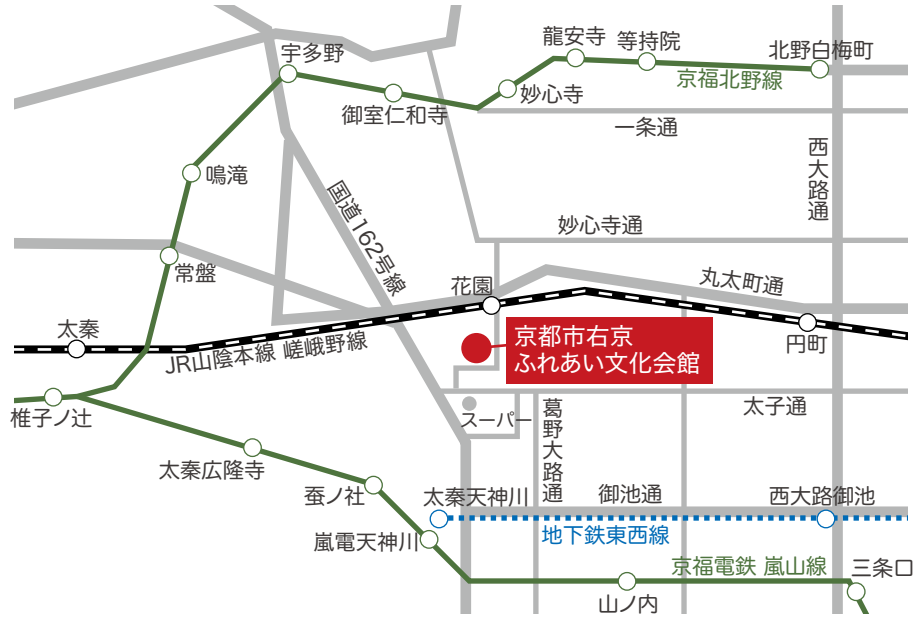 龍安寺
等持院
北野白梅町
宇多野
京福北野線
妙心寺
御室仁和寺
一条通
西大路通
鳴滝
国道162号線
妙心寺通
常盤
花園
丸太町通
太秦
京都市右京
ふれあい文化会館
円町
JR山陰本線 嵯峨野線
椎子ノ辻
スーパー
葛野大路通
太子通
太秦広隆寺
蚕ノ社
太秦天神川
御池通
西大路御池
嵐電天神川
地下鉄東西線
京福電鉄 嵐山線
三条口
山ノ内